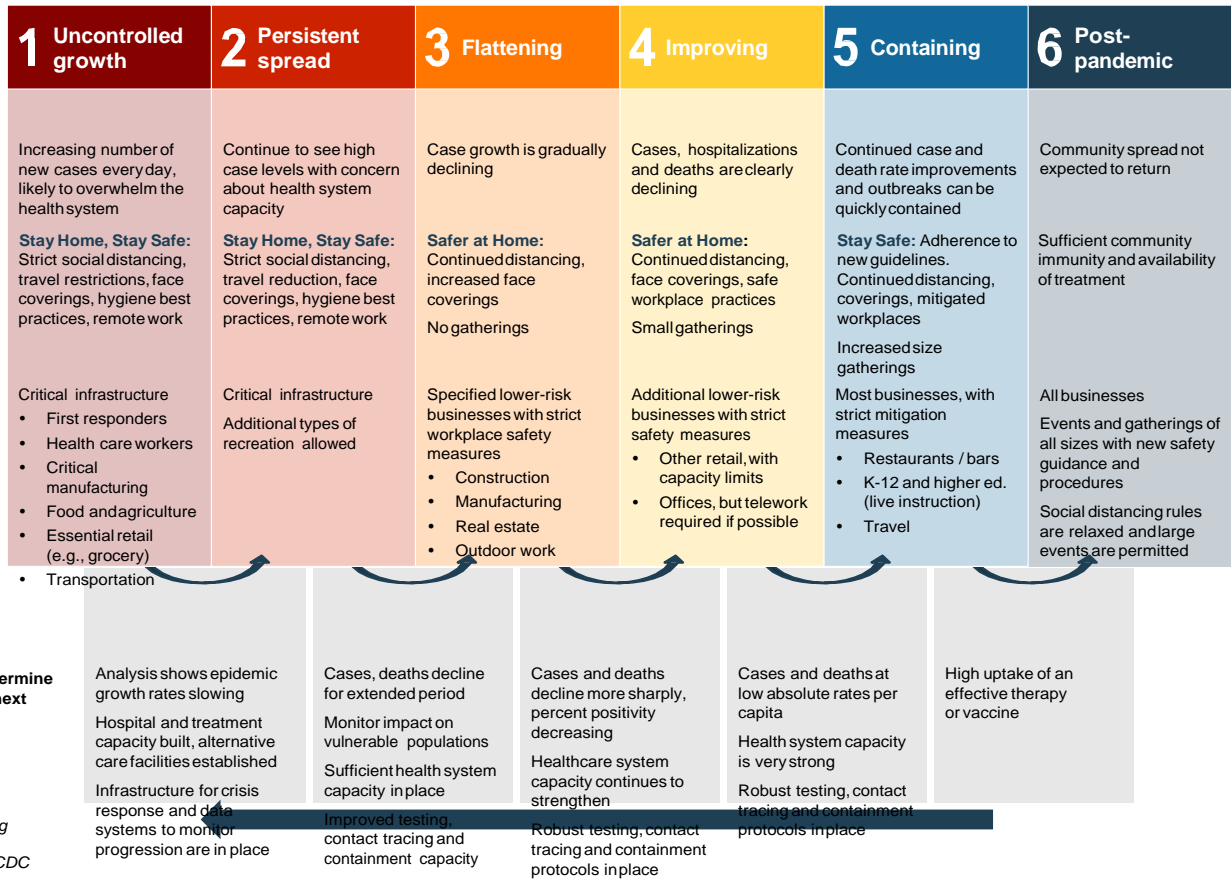 1 Uncontrolled
growth
2 Persistent
spread
3 Flattening
4 Improving
5 Containing
6 Post-
pandemic
Increasing number of
new cases every day,
likely to overwhelm the
health system
Continue to see high
case levels with concern
about health system
capacity
Case growth is gradually
declining
Cases, hospitalizations
and deaths are clearly
declining
Continued case and
death rate improvements
and outbreaks can be
quickly contained
Community spread not
expected to return
Stay Home, Stay Safe:
Strict social distancing,
travel restrictions, face
coverings, hygiene best
practices, remote work
Stay Home, Stay Safe:
Strict social distancing,
travel reduction, face
coverings, hygiene best
practices, remote work
Safer at Home:
Continued distancing,
increased face
coverings
No gatherings
Safer at Home:
Continued distancing,
face coverings, safe
workplace practices
Small gatherings
Stay Safe: Adherence to
new guidelines.
Continued distancing,
coverings, mitigated
workplaces
Increased size
gatherings
Sufficient community
immunity and availability
of treatment
Critical infrastructure
• First responders
• Health care workers
• Critical
manufacturing
• Food and agriculture
• Essential retail
(e.g., grocery)
• Transportation
Critical infrastructure
Additional types of
recreation allowed
Specified lower-risk
businesses with strict
workplace safety
measures
• Construction
• Manufacturing
• Real estate
• Outdoor work
Additional lower-risk
businesses with strict
safety measures
• Other retail, with
capacity limits
• Offices, but telework
required if possible
Most businesses, with
strict mitigation
measures
• Restaurants / bars
• K-12 and higher ed.
(live instruction)
• Travel
All businesses
Events and gatherings of
all sizes with new safety
guidance and
procedures
Social distancing rules
are relaxed and large
events are permitted
ermine
next
g
CDC
Analysis shows epidemic
growth rates slowing
Hospital and treatment
capacity built, alternative
care facilities established
Infrastructure for crisis
response and data
systems to monitor
progression are in place
Cases, deaths decline
for extended period
Monitor impact on
vulnerable populations
Sufficient health system
capacity in place
Improved testing,
contact tracing and
containment capacity
Cases and deaths
decline more sharply,
percent positivity
decreasing
Healthcare system
capacity continues to
strengthen
Robust testing, contact
tracing and containment
protocols in place
Cases and deaths at
low absolute rates per
capita
Health system capacity
is very strong
Robust testing, contact
tracing and containment
protocols in place
High uptake of an
effective therapy
or vaccine